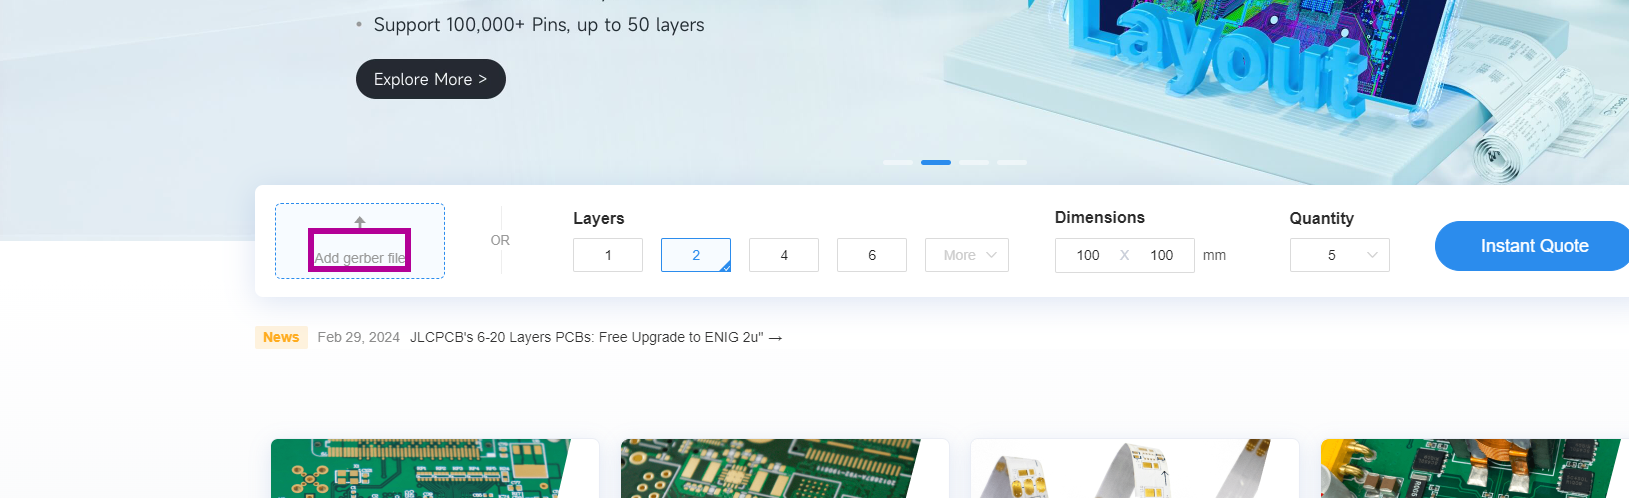 • Support 100,000+ Pins, up to 50 layers
Explore More >
Layout
Add gerber file
OR
Layers
1
2
4
6
More
Dimensions
100 X 100 mm
Quantity
5
Instant Quote
News Feb 29, 2024 JLCPCB's 6-20 Layers PCBs: Free Upgrade to ENIG 2u" →